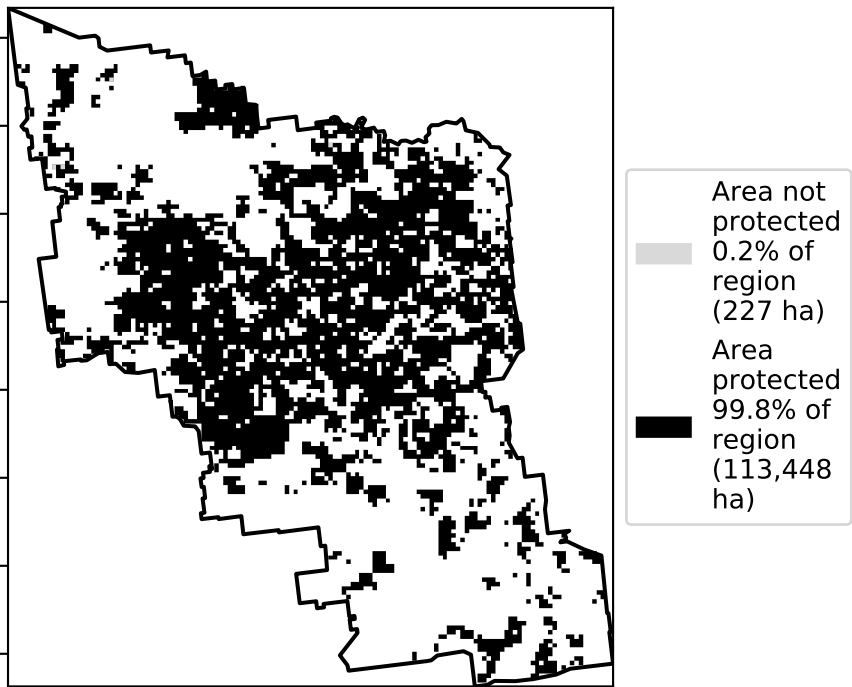 Area not
protected
0.2% of
region
(227 ha)
Area
protected
99.8% of
region
(113,448
ha)